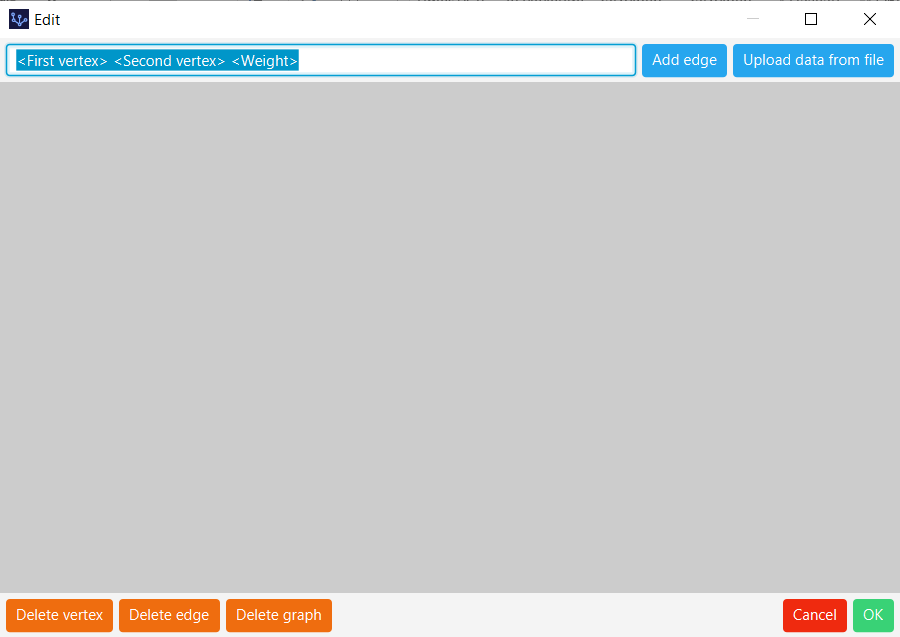 Edit
<First vertex> <Second vertex> <Weight>
Add edge
Upload data from file
Delete vertex
Delete edge
Delete graph
Cancel
OK